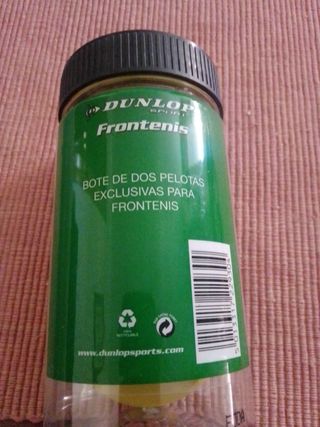 DUNLOP
SPORT
Frontenis
BOTE DE DOS PELOTAS
EXCLUSIVAS PARA
FRONTENIS
www.dunlopsports.com